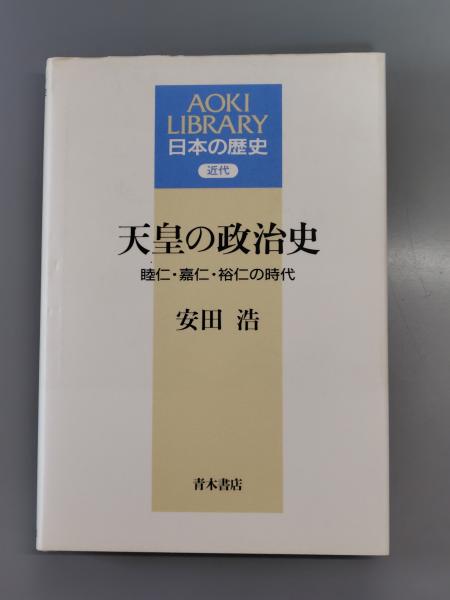 AOKI
LIBRARY
日本の歴史
近代
天皇の政治史
睦仁・嘉仁・裕仁の時代
安田 浩
青木書店